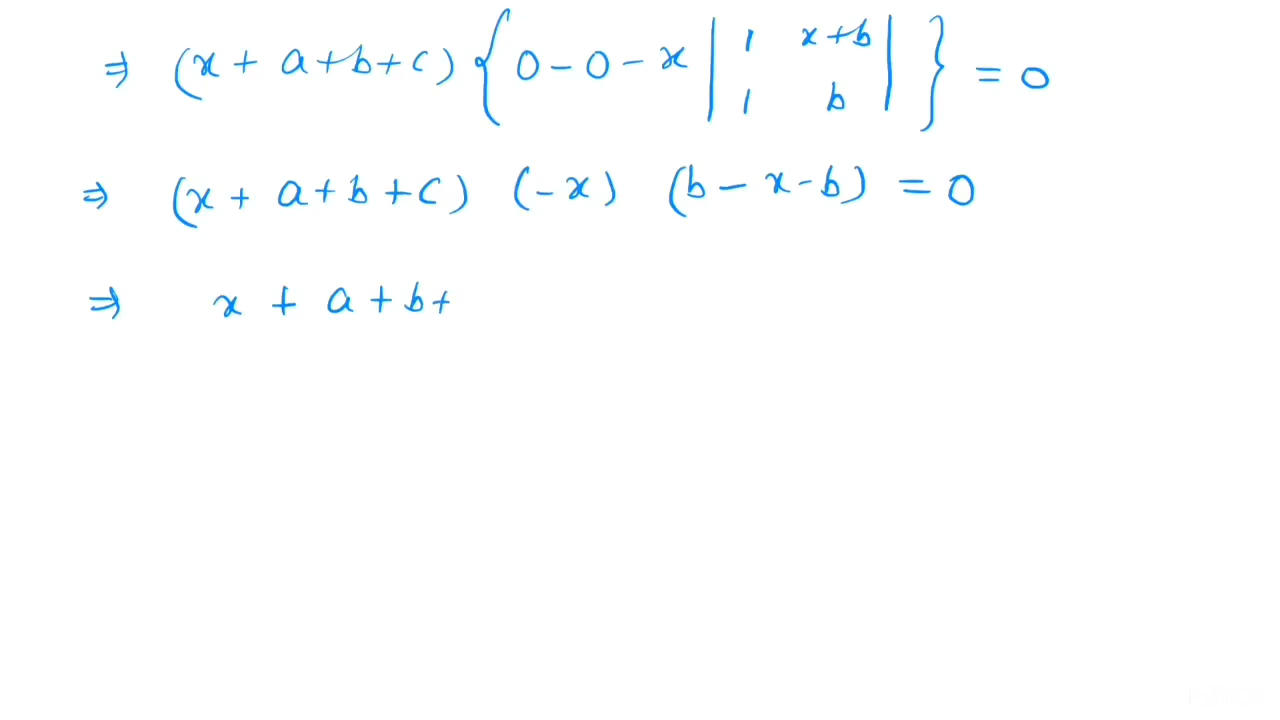 ⇒ (x + a+b+c) { 0 - 0 - x | 1 x+b | } = 0
1 b
⇒ (x + a+b+c) (-x) (b - x - b) = 0
⇒ x + a+b+